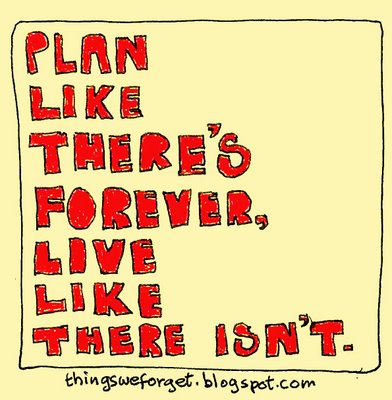 PLAN
LIKE
THERE'S
FOREVER,
LIVE
LIKE
THERE ISN'T.
thingsweforget.blogspot.com